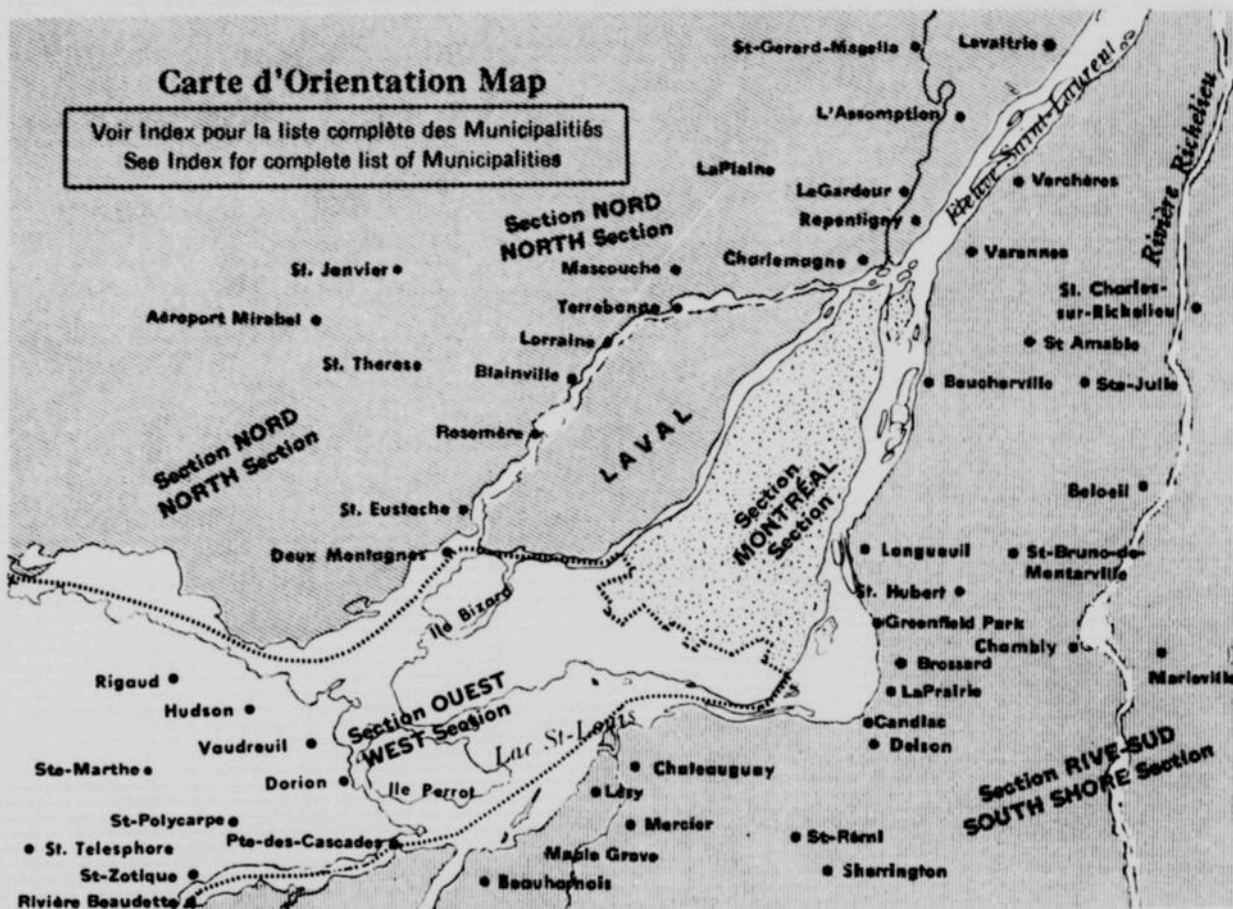 Carte d'Orientation Map
Voir Index pour la liste complète des Municipalitiés
See Index for complete list of Municipalities
St-Gerard-Magella
Lavaltrie
L'Assomption
LaPlaine
LeGardeur
Repentigny
Charlemagne
Fleuve Saint-Laurent
Rivière Richelieu
Verchères
Varennes
Section NORD
NORTH Section
St. Janvier
Mascouche
Aéroport Mirabel
Terrebonne
Lorraine
St. Therese
Blainville
Rosemère
St. Charles-
sur-Richelieu
St Amable
Boucherville
Ste-Julie
Section NORD
NORTH Section
LAVAL
Section
MONTRÉAL
Section
St. Eustache
Deux Montagnes
Beloeil
Longueuil
St-Bruno-de-
Montarville
St. Hubert
Greenfield Park
Chambly
Marieville
Brossard
LaPrairie
Candiac
Delson
Ile Bizard
Rigaud
Hudson
Vaudreuil
Section OUEST
WEST Section
Lac St-Louis
Ste-Marthe
Dorion
Ile Perrot
Chateauguay
Léry
Section RIVE-SUD
SOUTH SHORE Section
St-Polycarpe
Pte-des-Cascades
Mercier
St-Rémi
St. Telesphore
Maple Grove
Sherrington
St-Zotique
Beauharnois
Rivière Beaudette